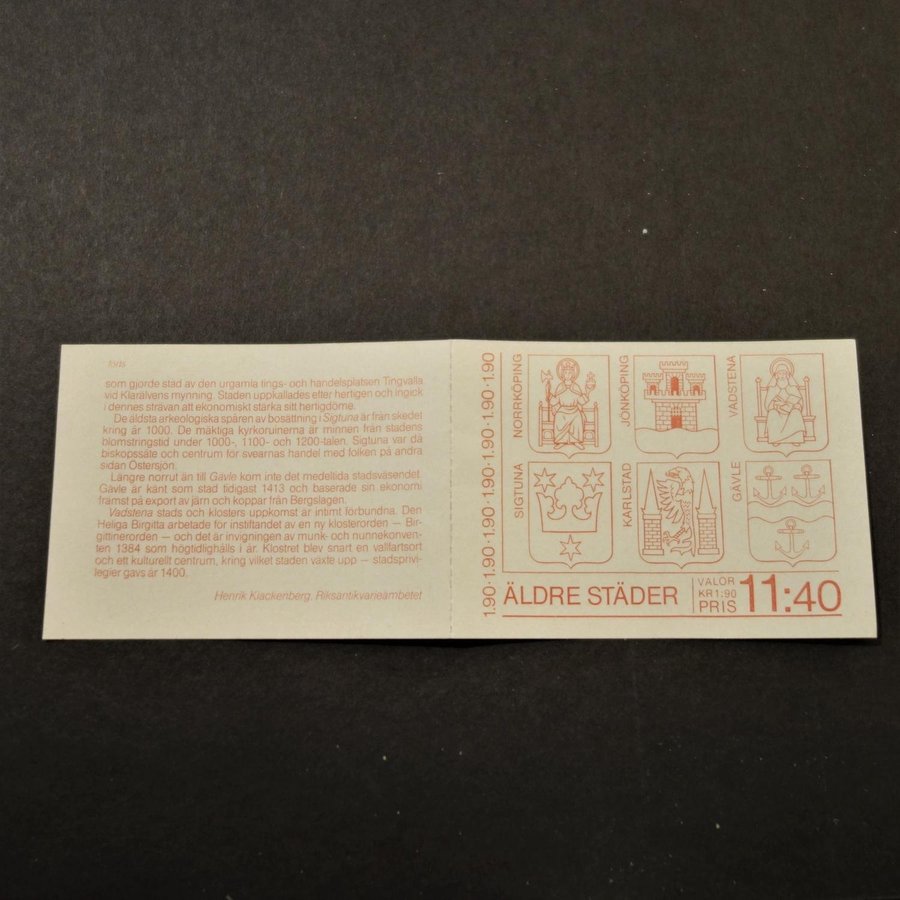 forts
som gjorde stad av den urgamla tings- och handelsplatsen Tingvalla
vid Klarälvens mynning. Staden uppkallades efter hertigen och ingick
i dennes strävan att ekonomiskt stärka sitt hertigdöme.
De äldsta arkeologiska spåren av bosättning i Sigtuna är från skedet
kring år 1000. De mäktiga kyrkoruinerna är minnen från stadens
blomstringstid under 1000-, 1100- och 1200-talen. Sigtuna var då
biskopssäte och centrum för svearnas handel med folken på andra
sidan Östersjön.
Längre norrut än till Gävle kom inte det medeltida stadsväsendet.
Gävle är känt som stad tidigast 1413 och baserade sin ekonomi
främst på export av järn och koppar från Bergslagen.
Vadstena stads och klosters uppkomst är intimt förbundna. Den
Heliga Birgitta arbetade för instiftandet av en ny klosterorden – Bir-
gittinerorden – och det är invigningen av munk- och nunnekonven-
ten 1384 som högtidlighålls i år. Klostret blev snart en vallfartsort
och ett kulturellt centrum, kring vilket staden växte upp – stadsprivi-
legier gavs år 1400.
Henrik Klackenberg, Riksantikvarieämbetet
1.90·1.90·1.90·1.90·1.90·1.90
NORRKÖPING
JÖNKÖPING
VADSTENA
SIGTUNA
KARLSTAD
GÄVLE
ÄLDRE STÄDER
VALÖR
KR 1:90
PRIS 11:40